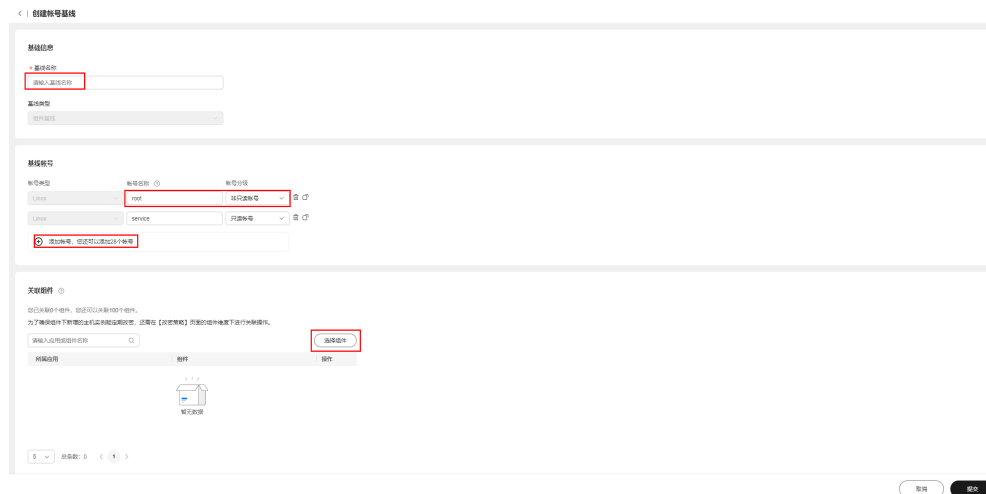 < | 创建帐号基线
基础信息
* 基线名称
请输入基线名称
基线类型
组件基线
基线帐号
帐号类型 帐号名称 帐号分级
Linux root 非只读帐号
Linux service 只读帐号
添加帐号，您还可以添加28个帐号
关联组件
您已关联0个组件，您还可以关联100个组件。
为了确保组件下新增的主机实例能定期改密，还需在【改密策略】页面的组件维度下进行关联操作。
请输入应用或组件名称 选择组件
所属应用 组件 操作
暂无数据
5 总条数：0 < 1 >
取消 提交